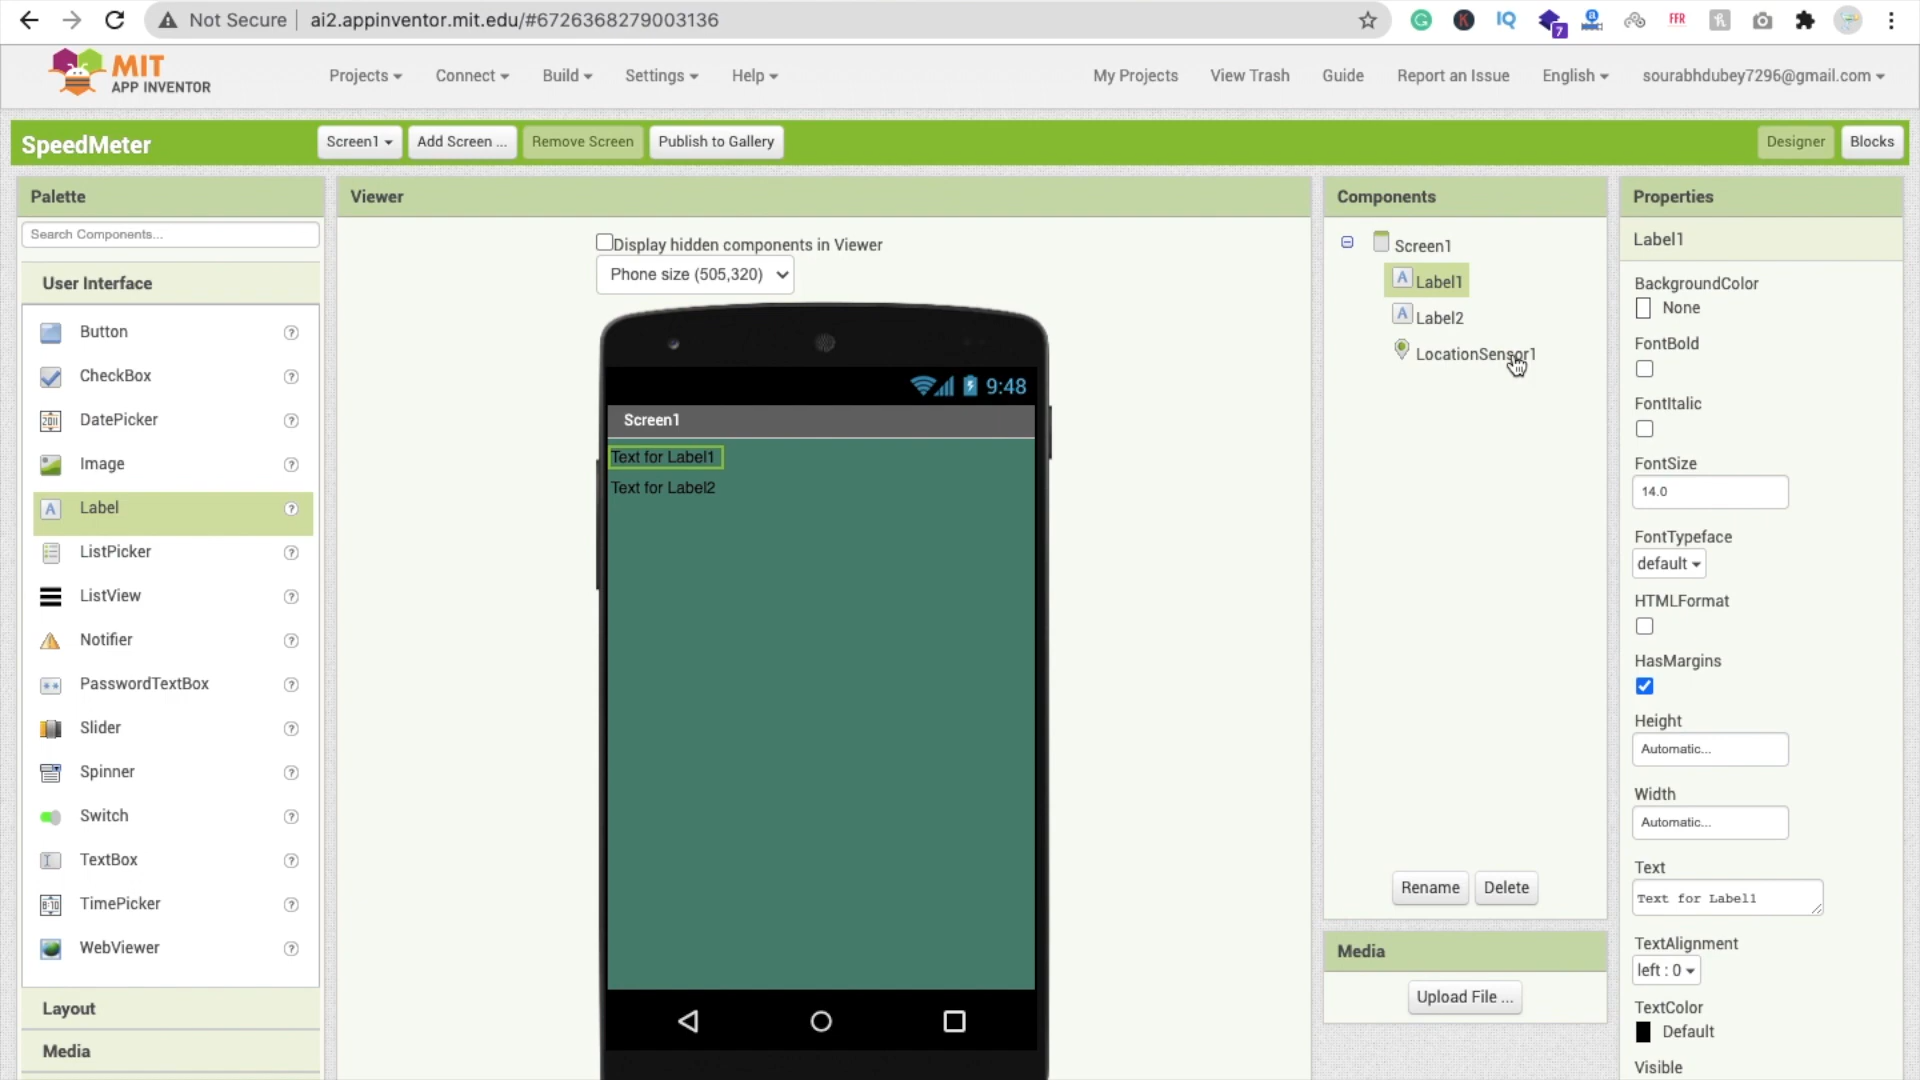 Not Secure
ai2.appinventor.mit.edu/#6726368279003136
K
IQ
7
a
FFR
MIT
APP INVENTOR
Projects
Connect
Build
Settings
Help
My Projects
View Trash
Guide
Report an Issue
English
sourabhdubey7296@gmail.com
SpeedMeter
Screen1
Add Screen ...
Remove Screen
Publish to Gallery
Designer
Blocks
Palette
Search Components...
User Interface
Button
CheckBox
DatePicker
Image
Label
ListPicker
ListView
Notifier
PasswordTextBox
Slider
Spinner
Switch
TextBox
TimePicker
WebViewer
Layout
Media
Viewer
Display hidden components in Viewer
Phone size (505,320)
9:48
Screen1
Text for Label1
Text for Label2
Components
Screen1
Label1
Label2
LocationSensor1
Rename
Delete
Media
Upload File ...
Properties
Label1
BackgroundColor
None
FontBold
FontItalic
FontSize
14.0
FontTypeface
default
HTMLFormat
HasMargins
Height
Automatic...
Width
Automatic...
Text
Text for Label1
TextAlignment
left : 0
TextColor
Default
Visible